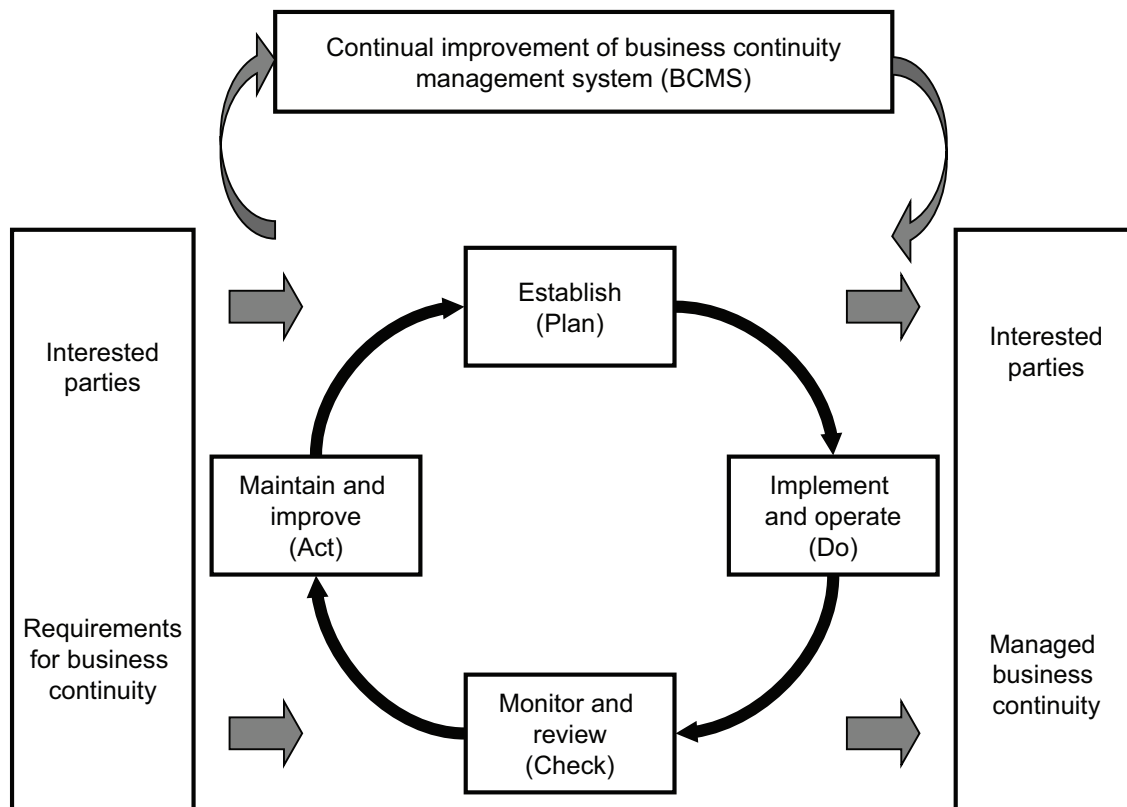 Continual improvement of business continuity
management system (BCMS)
Establish
(Plan)
Interested
parties
Interested
parties
Maintain and
improve
(Act)
Implement
and operate
(Do)
Requirements
for business
continuity
Managed
business
continuity
Monitor and
review
(Check)